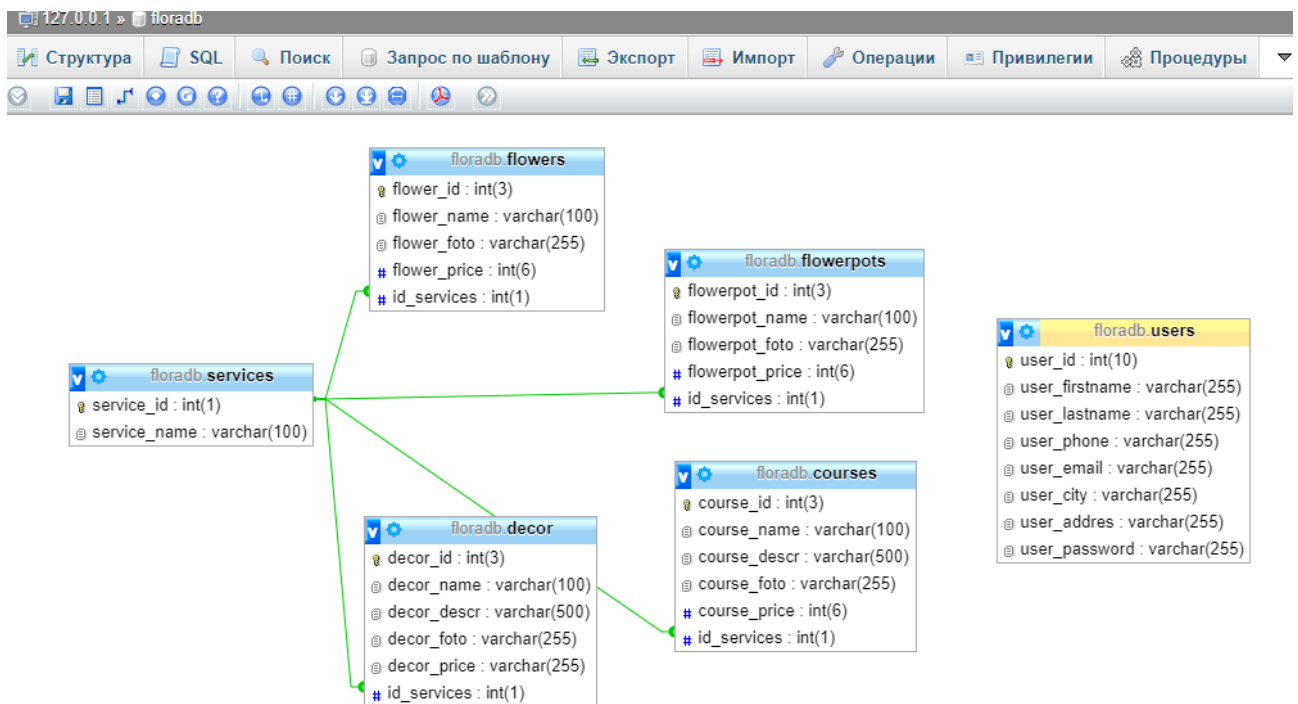 127.0.0.1 » floradb
Структура SQL Поиск Запрос по шаблону Экспорт Импорт Операции Привилегии Процедуры
floradb.flowers
flower_id : int(3)
flower_name : varchar(100)
flower_foto : varchar(255)
# flower_price : int(6)
# id_services : int(1)
floradb.flowerpots
flowerpot_id : int(3)
flowerpot_name : varchar(100)
flowerpot_foto : varchar(255)
# flowerpot_price : int(6)
# id_services : int(1)
floradb.users
user_id : int(10)
user_firstname : varchar(255)
user_lastname : varchar(255)
user_phone : varchar(255)
user_email : varchar(255)
user_city : varchar(255)
user_addres : varchar(255)
user_password : varchar(255)
floradb.services
service_id : int(1)
service_name : varchar(100)
floradb.courses
course_id : int(3)
course_name : varchar(100)
course_descr : varchar(500)
course_foto : varchar(255)
# course_price : int(6)
# id_services : int(1)
floradb.decor
decor_id : int(3)
decor_name : varchar(100)
decor_descr : varchar(500)
decor_foto : varchar(255)
decor_price : varchar(255)
# id_services : int(1)